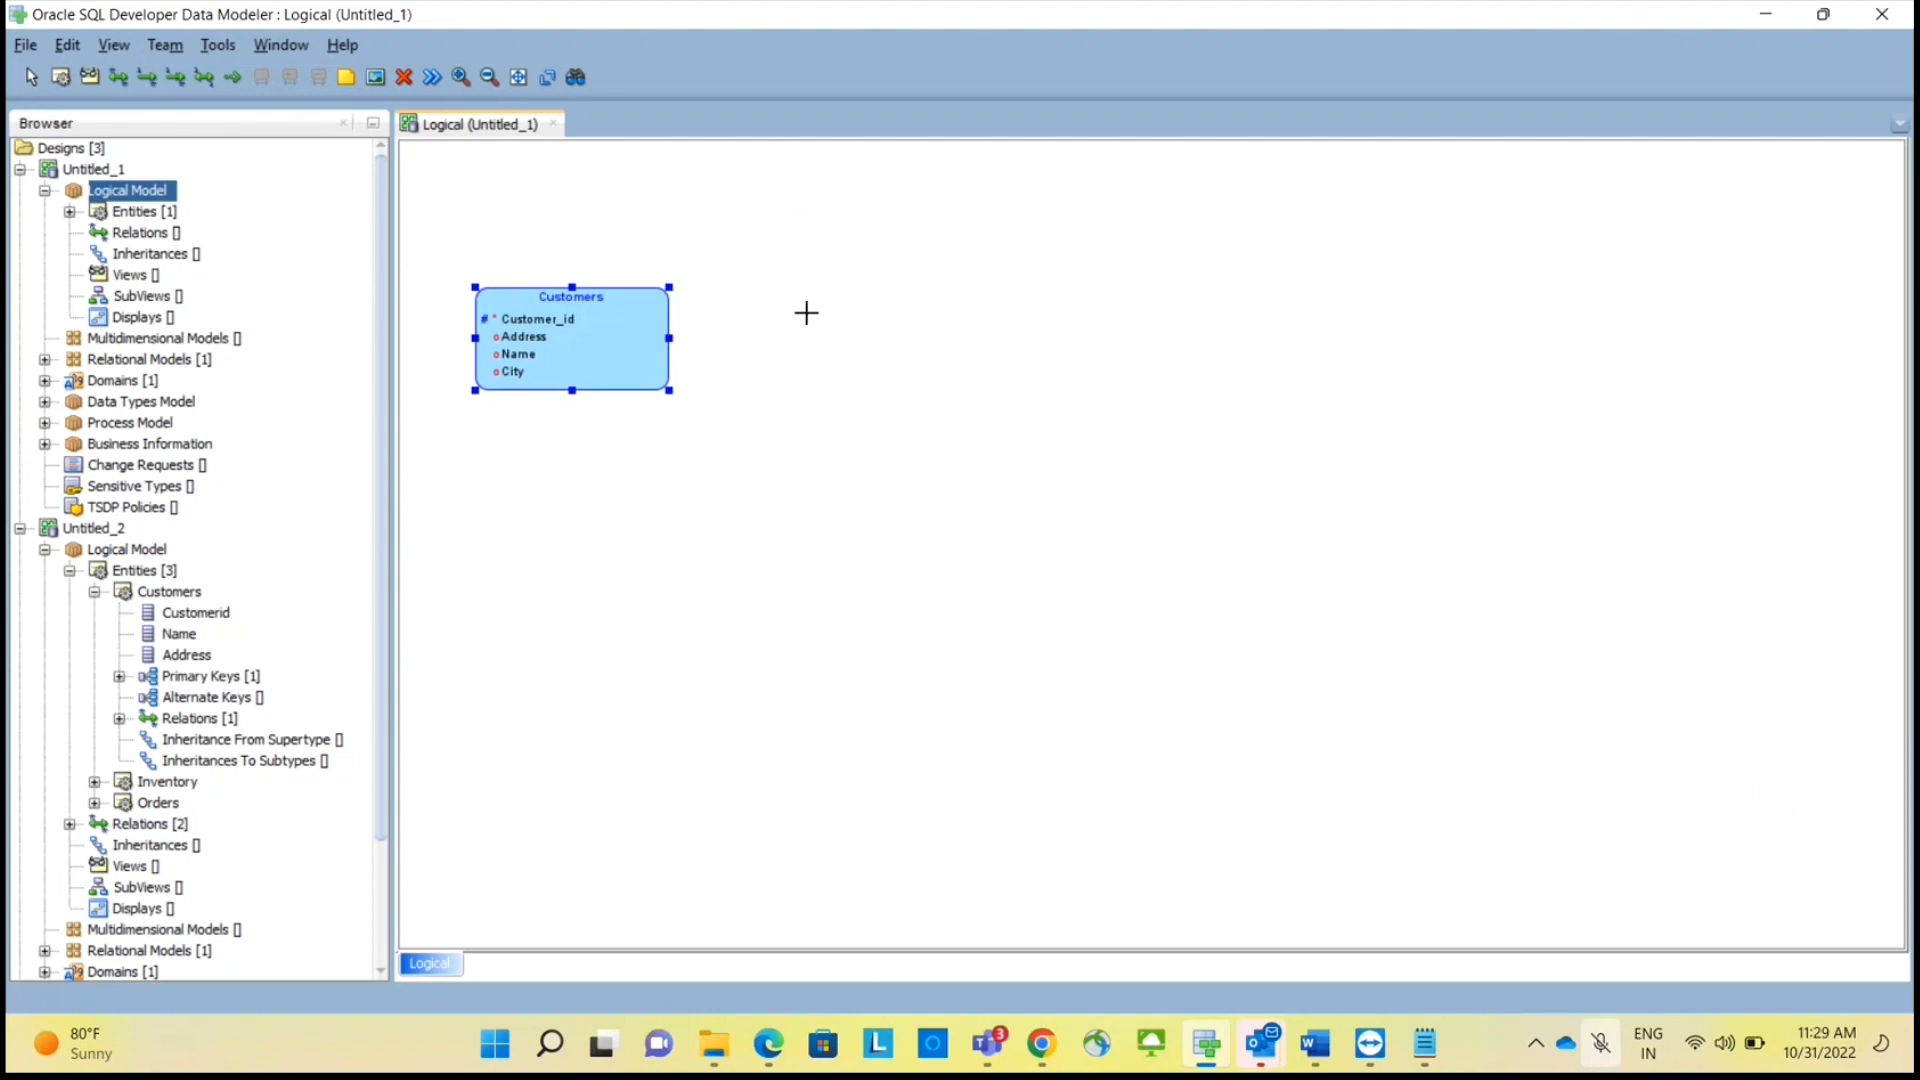 Oracle SQL Developer Data Modeler : Logical (Untitled_1)
File Edit View Team Tools Window Help
Browser
Logical (Untitled_1)
Designs [3]
Untitled_1
Logical Model
Entities [1]
Relations []
Inheritances []
Views []
SubViews []
Displays []
Multidimensional Models []
Relational Models [1]
Domains [1]
Data Types Model
Process Model
Business Information
Change Requests []
Sensitive Types []
TSDP Policies []
Untitled_2
Logical Model
Entities [3]
Customers
Customerid
Name
Address
Primary Keys [1]
Alternate Keys []
Relations [1]
Inheritance From Supertype []
Inheritances To Subtypes []
Inventory
Orders
Relations [2]
Inheritances []
Views []
SubViews []
Displays []
Multidimensional Models []
Relational Models [1]
Domains [1]
Customers
# * Customer_id
o Address
o Name
o City
Logical
80°F
Sunny
3
ENG
IN
11:29 AM
10/31/2022